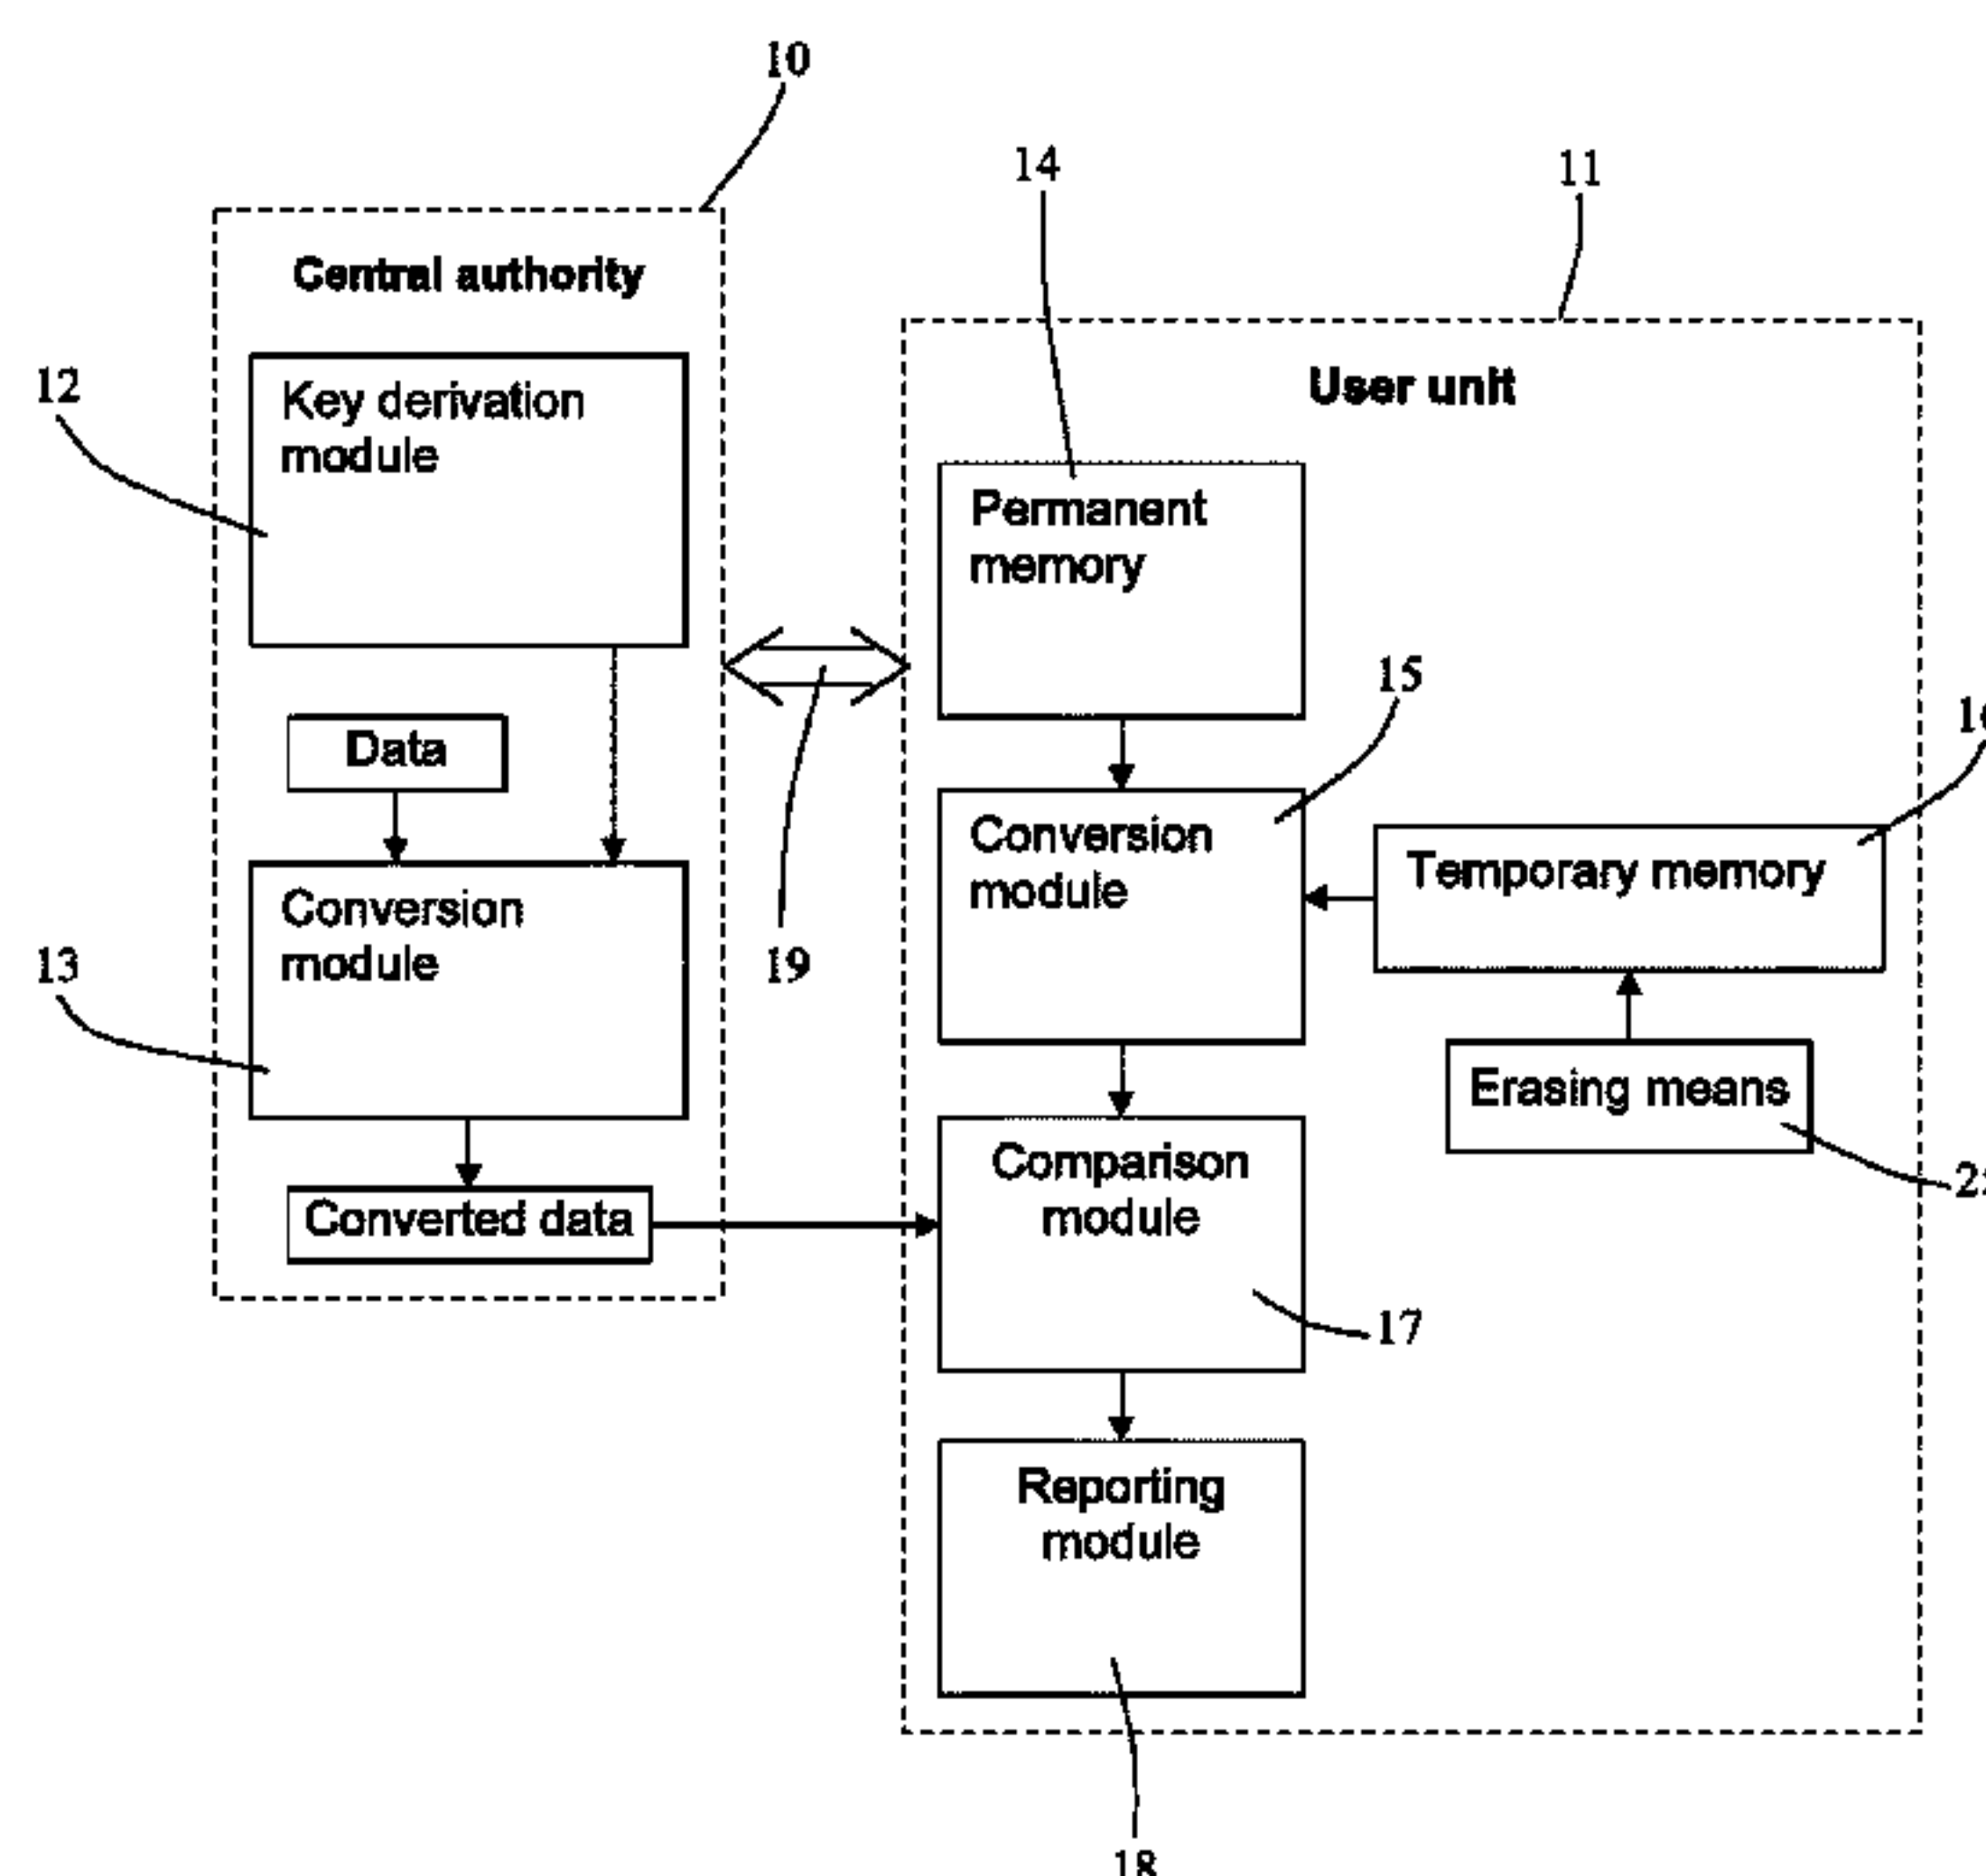 10
14
11
Central authority
12
Key derivation
module
User unit
Permanent
memory
15
Data
Conversion
module
Temporary memory
Conversion
module
13
19
Erasing means
Comparison
module
Converted data
17
Reporting
module
18